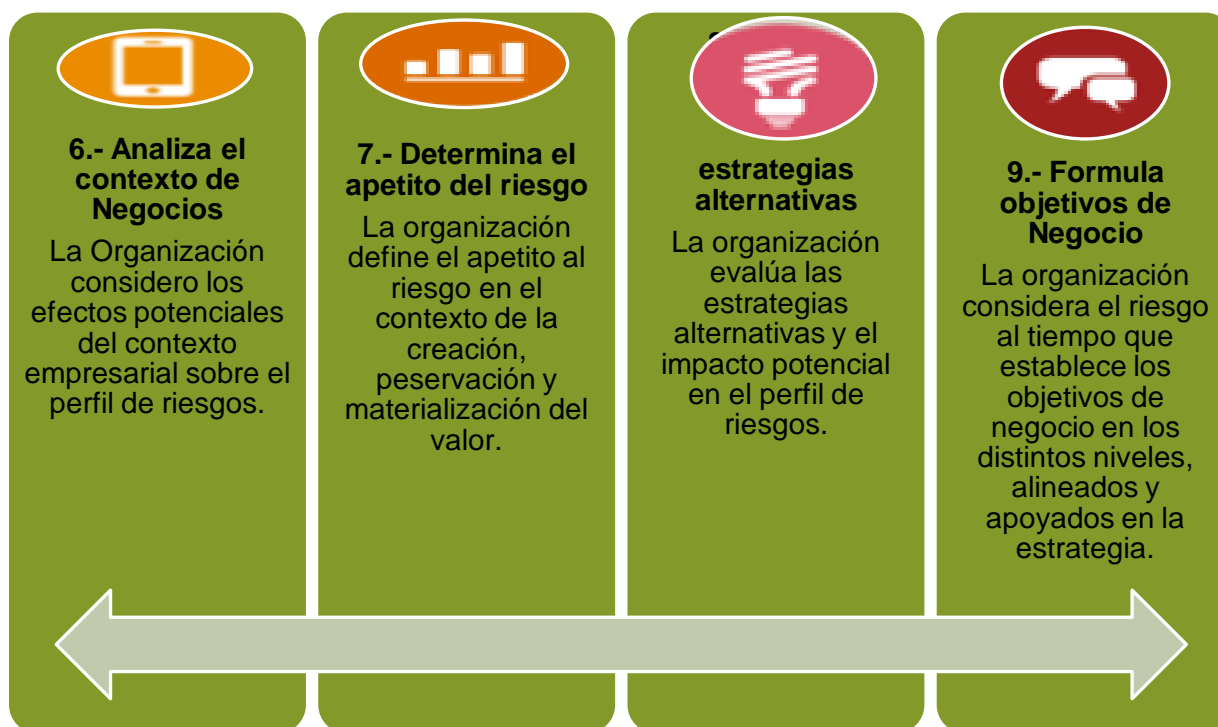 6.- Analiza el
contexto de
Negocios
La Organización
considero los
efectos potenciales
del contexto
empresarial sobre el
perfil de riesgos.
7.- Determina el
apetito del riesgo
La organización
define el apetito al
riesgo en el
contexto de la
creación,
peservación y
materialización del
valor.
estrategias
alternativas
La organización
evalúa las
estrategias
alternativas y el
impacto potencial
en el perfil de
riesgos.
9.- Formula
objetivos de
Negocio
La organización
considera el riesgo
al tiempo que
establece los
objetivos de
negocio en los
distintos niveles,
alineados y
apoyados en la
estrategia.